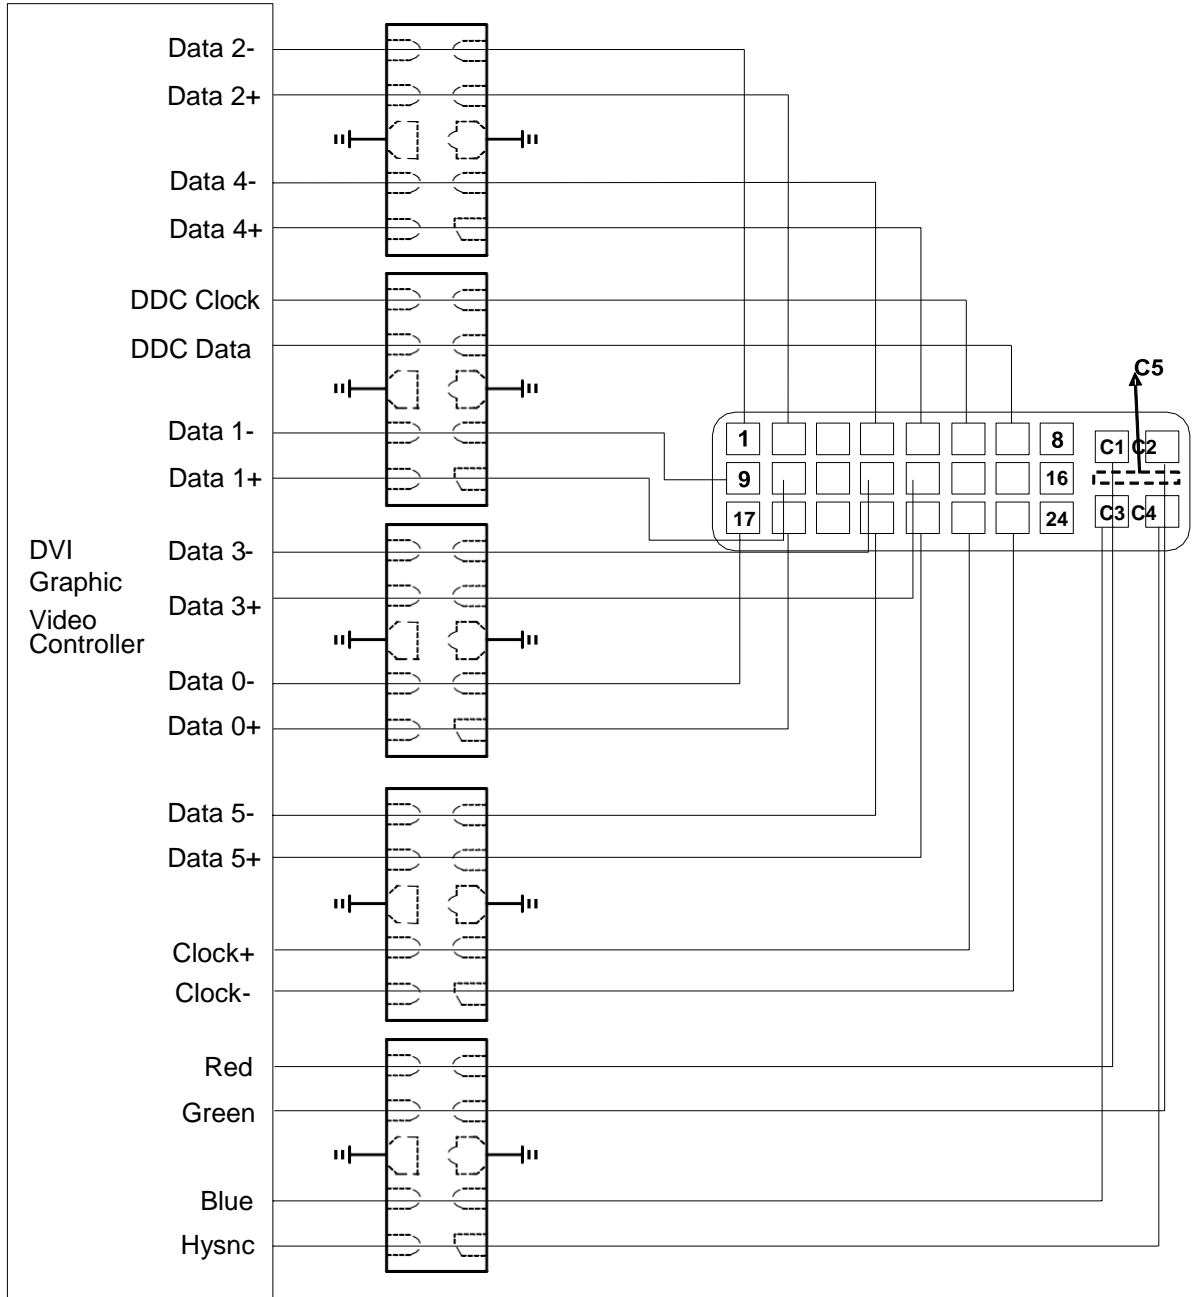 Data 2-
Data 2+
Data 4-
Data 4+
DDC Clock
DDC Data
Data 1-
Data 1+
DVI
Graphic
Video
Controller
Data 3-
Data 3+
Data 0-
Data 0+
Data 5-
Data 5+
Clock+
Clock-
Red
Green
Blue
Hysnc
C5
1 8 C1 C2
9 16
17 24 C3 C4